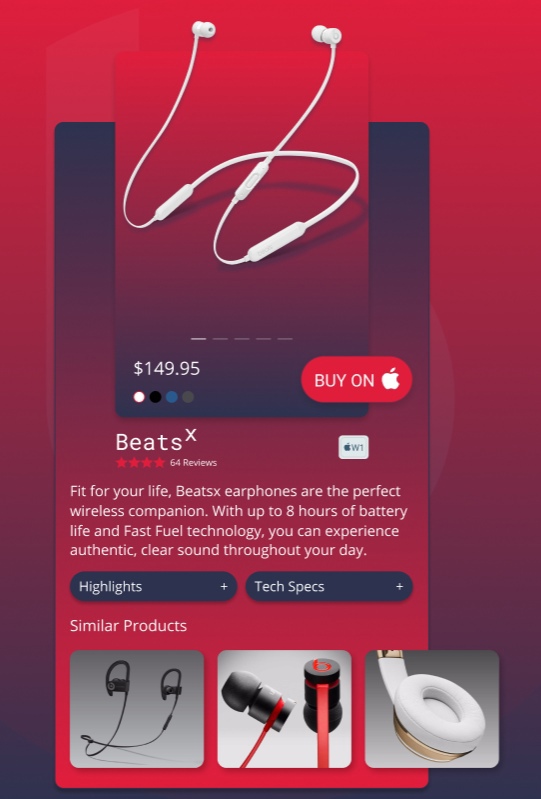 $149.95
BUY ON
Beatsx
W1
64 Reviews
Fit for your life, Beatsx earphones are the perfect
wireless companion. With up to 8 hours of battery
life and Fast Fuel technology, you can experience
authentic, clear sound throughout your day.
Highlights +
Tech Specs +
Similar Products